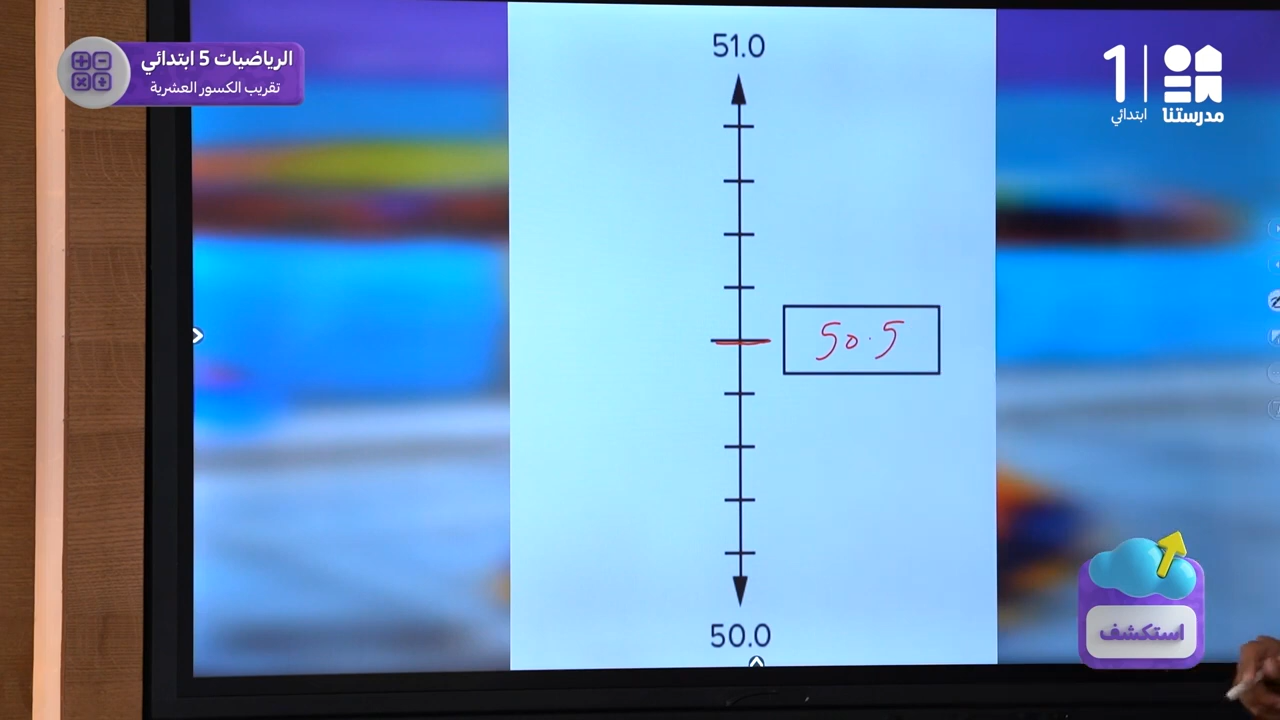 الرياضيات 5 ابتدائي
تقريب الكسور العشرية
1
ابتدائي
مدرستنا
51.0
50.5
50.0
استكشف